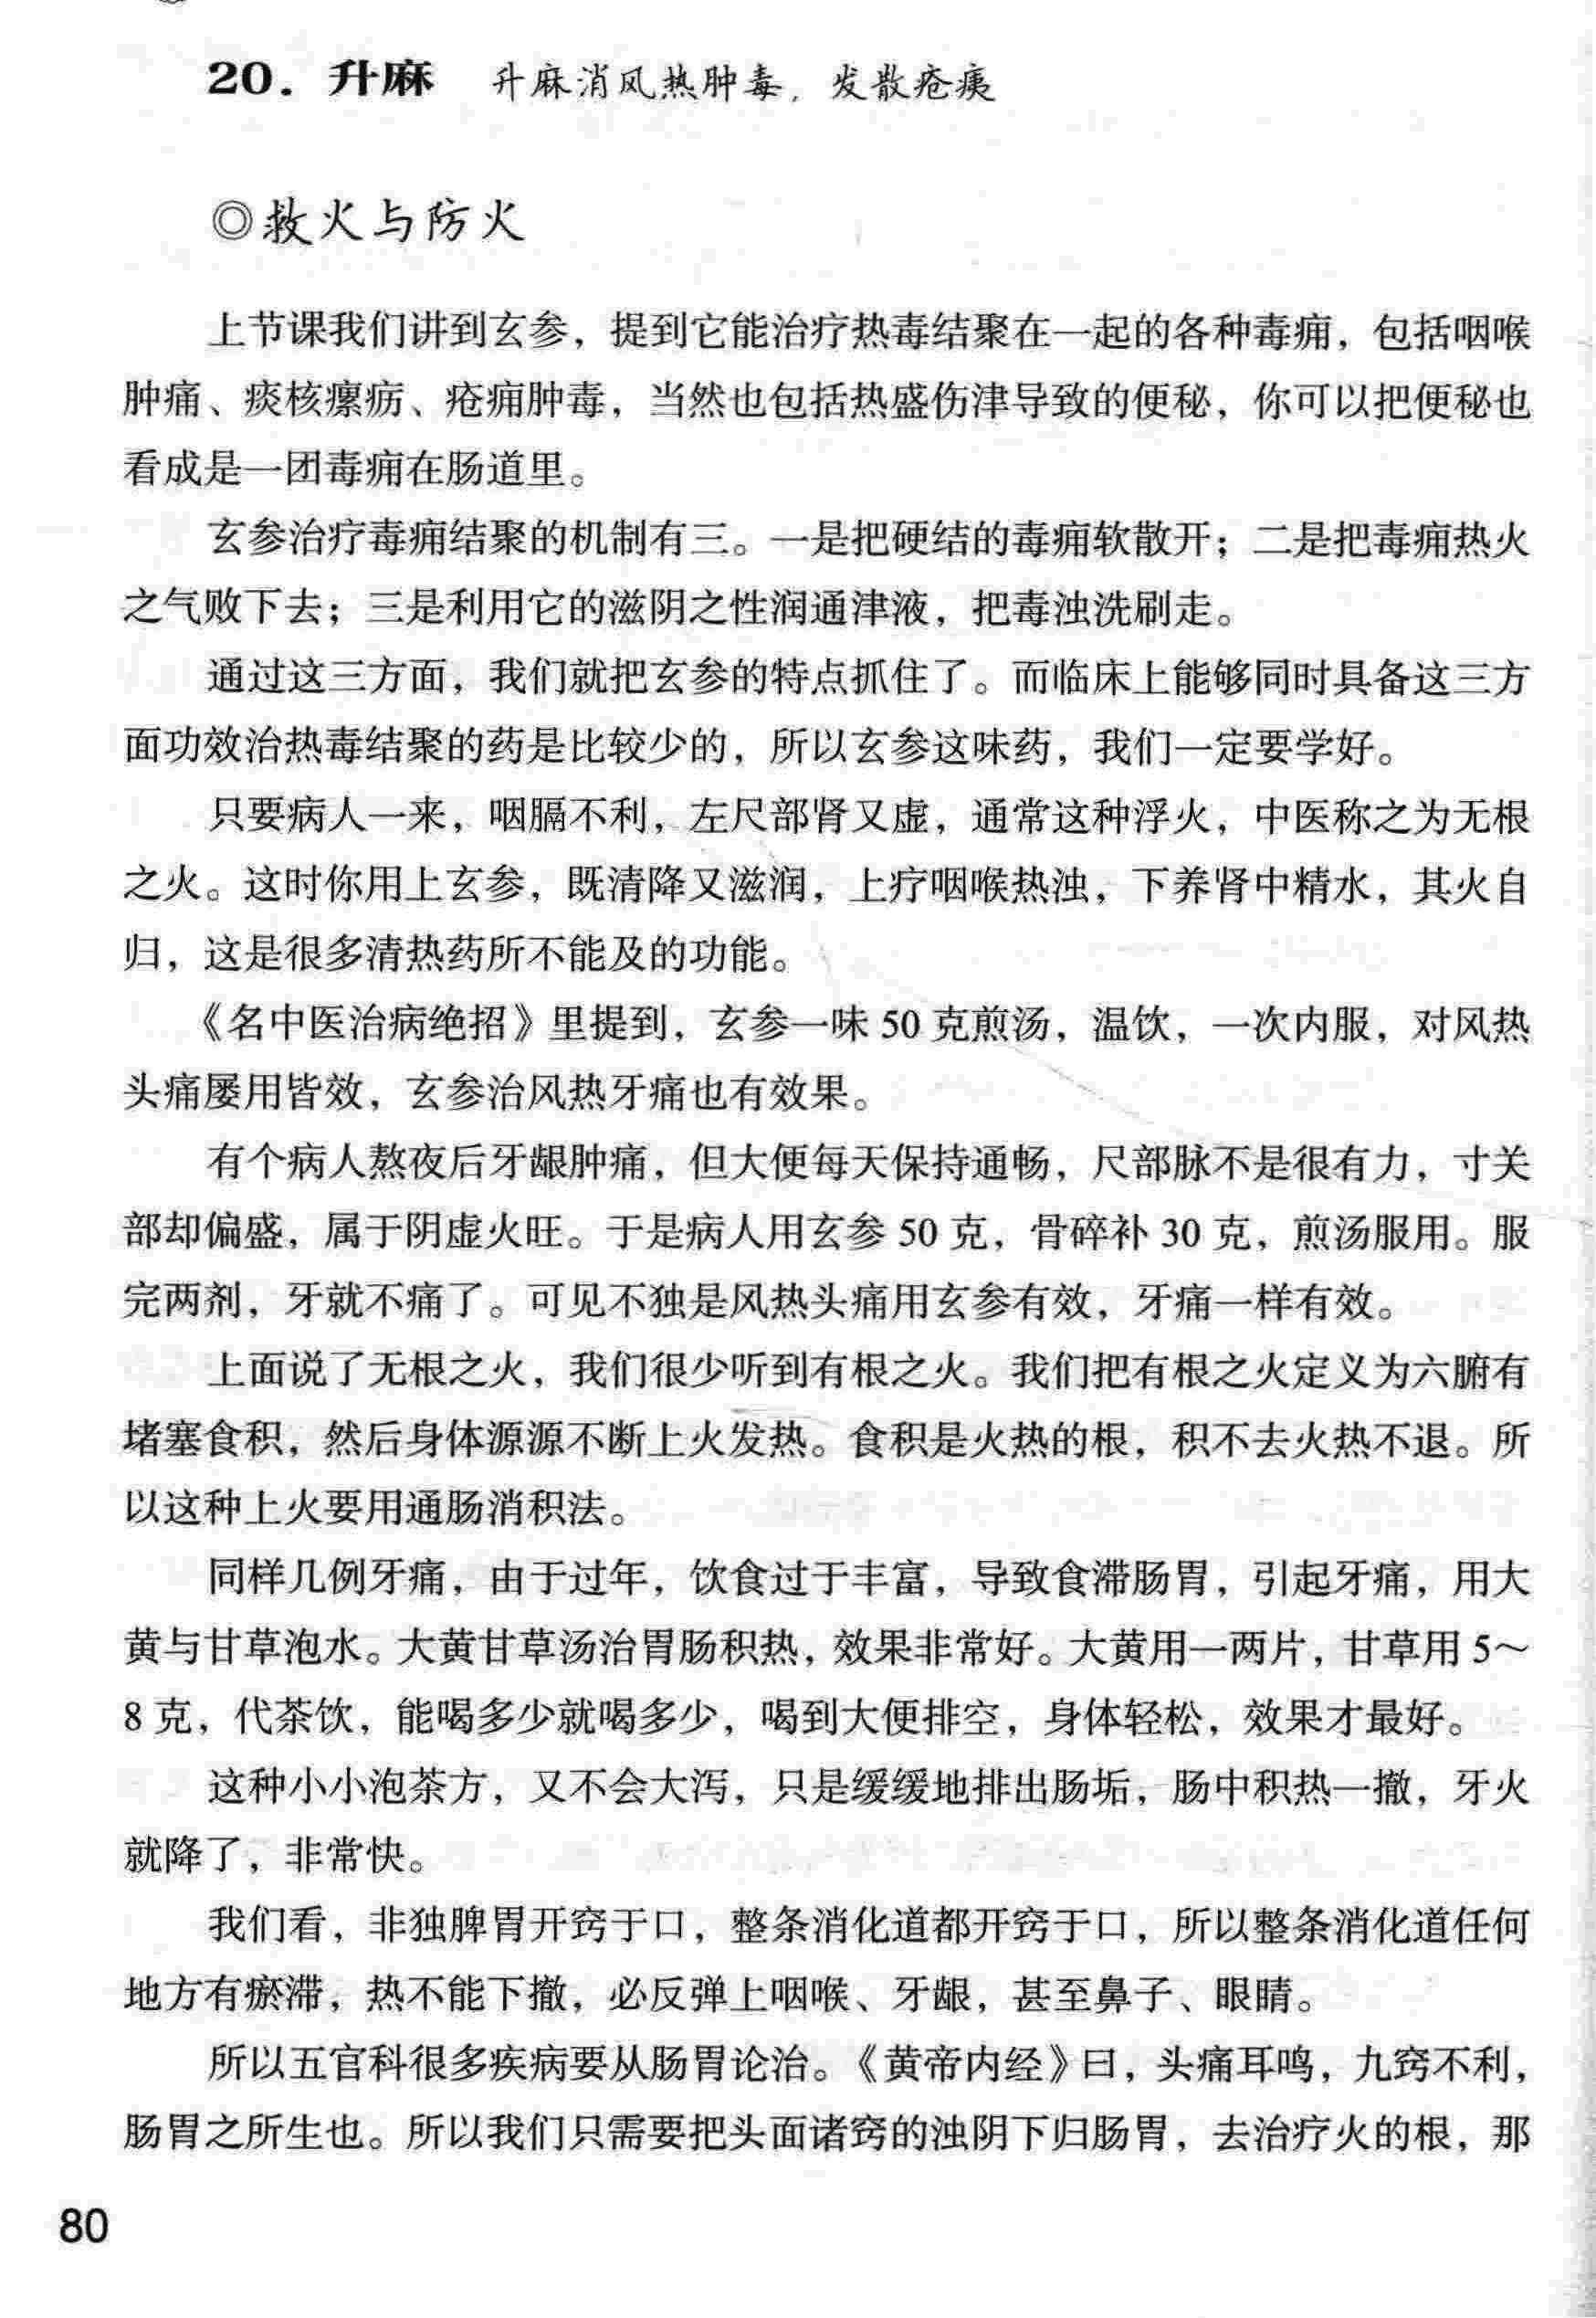 20. 升麻 升麻消风热肿毒，发散疮痍
◎救火与防火
上节课我们讲到玄参，提到它能治疗热毒结聚在一起的各种毒痈，包括咽喉
肿痛、痰核瘰疬、疮痈肿毒，当然也包括热盛伤津导致的便秘，你可以把便秘也
看成是一团毒痈在肠道里。
玄参治疗毒痈结聚的机制有三。一是把硬结的毒痈软散开；二是把毒痈热火
之气败下去；三是利用它的滋阴之性润通津液，把毒浊洗刷走。
通过这三方面，我们就把玄参的特点抓住了。而临床上能够同时具备这三方
面功效治热毒结聚的药是比较少的，所以玄参这味药，我们一定要学好。
只要病人一来，咽膈不利，左尺部肾又虚，通常这种浮火，中医称之为无根
之火。这时你用上玄参，既清降又滋润，上疗咽喉热浊，下养肾中精水，其火自
归，这是很多清热药所不能及的功能。
《名中医治病绝招》里提到，玄参一味 50 克煎汤，温饮，一次内服，对风热
头痛屡用皆效，玄参治风热牙痛也有效果。
有个病人熬夜后牙龈肿痛，但大便每天保持通畅，尺部脉不是很有力，寸关
部却偏盛，属于阴虚火旺。于是病人用玄参 50 克，骨碎补 30 克，煎汤服用。服
完两剂，牙就不痛了。可见不独是风热头痛用玄参有效，牙痛一样有效。
上面说了无根之火，我们很少听到有根之火。我们把有根之火定义为六腑有
堵塞食积，然后身体源源不断上火发热。食积是火热的根，积不去火热不退。所
以这种上火要用通肠消积法。
同样几例牙痛，由于过年，饮食过于丰富，导致食滞肠胃，引起牙痛，用大
黄与甘草泡水。大黄甘草汤治胃肠积热，效果非常好。大黄用一两片，甘草用 5～
8 克，代茶饮，能喝多少就喝多少，喝到大便排空，身体轻松，效果才最好。
这种小小泡茶方，又不会大泻，只是缓缓地排出肠垢，肠中积热一撤，牙火
就降了，非常快。
我们看，非独脾胃开窍于口，整条消化道都开窍于口，所以整条消化道任何
地方有瘀滞，热不能下撤，必反弹上咽喉、牙龈，甚至鼻子、眼睛。
所以五官科很多疾病要从肠胃论治。《黄帝内经》曰，头痛耳鸣，九窍不利，
肠胃之所生也。所以我们只需要把头面诸窍的浊阴下归肠胃，去治疗火的根，那
80